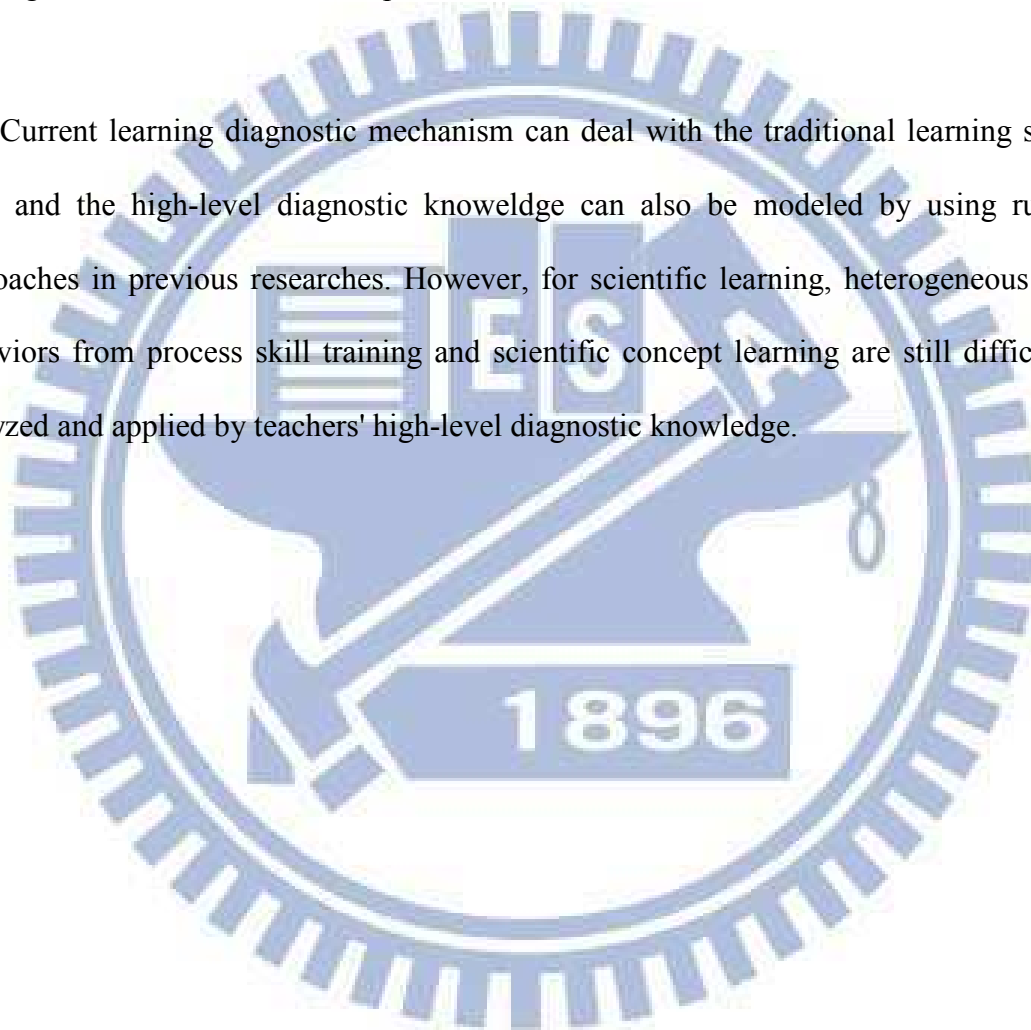 Current learning diagnostic mechanism can deal with the traditional learning s
and the high-level diagnostic knoweldge can also be modeled by using ru
oaches in previous researches. However, for scientific learning, heterogeneous
viors from process skill training and scientific concept learning are still diffic
yzed and applied by teachers' high-level diagnostic knowledge.
E S A
1896